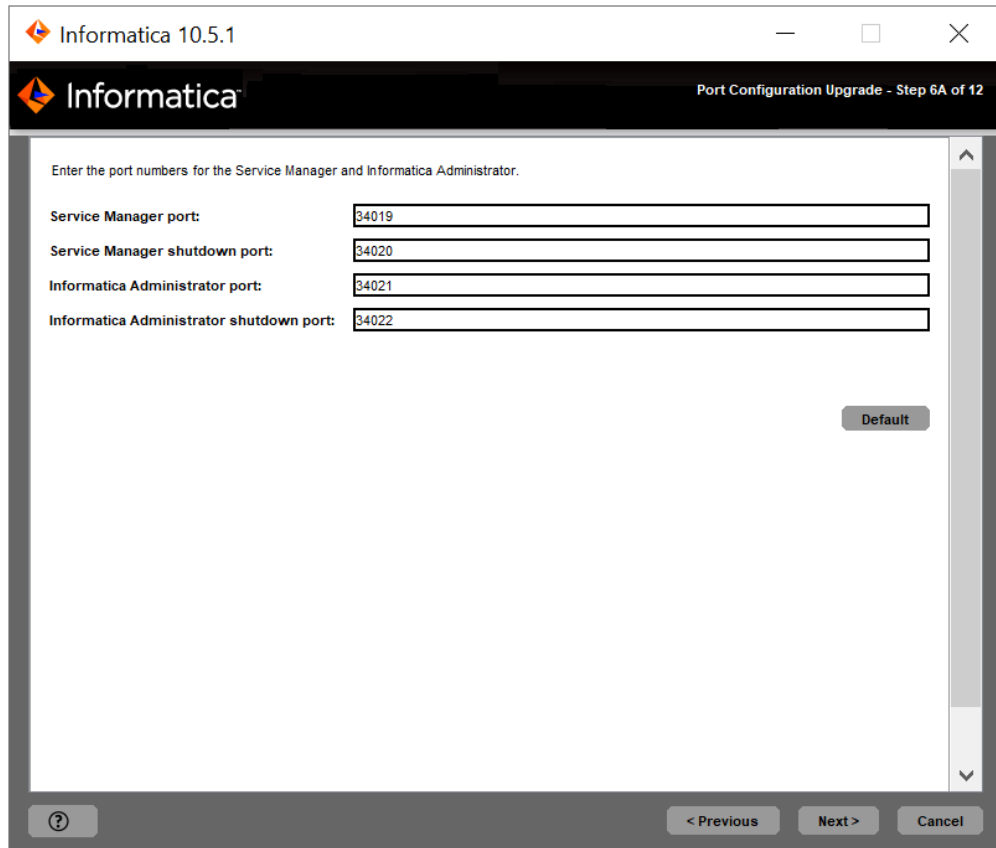 Informatica 10.5.1
Informatica
Port Configuration Upgrade - Step 6A of 12
Enter the port numbers for the Service Manager and Informatica Administrator.
Service Manager port: 34019
Service Manager shutdown port: 34020
Informatica Administrator port: 34021
Informatica Administrator shutdown port: 34022
Default
?
< Previous Next > Cancel